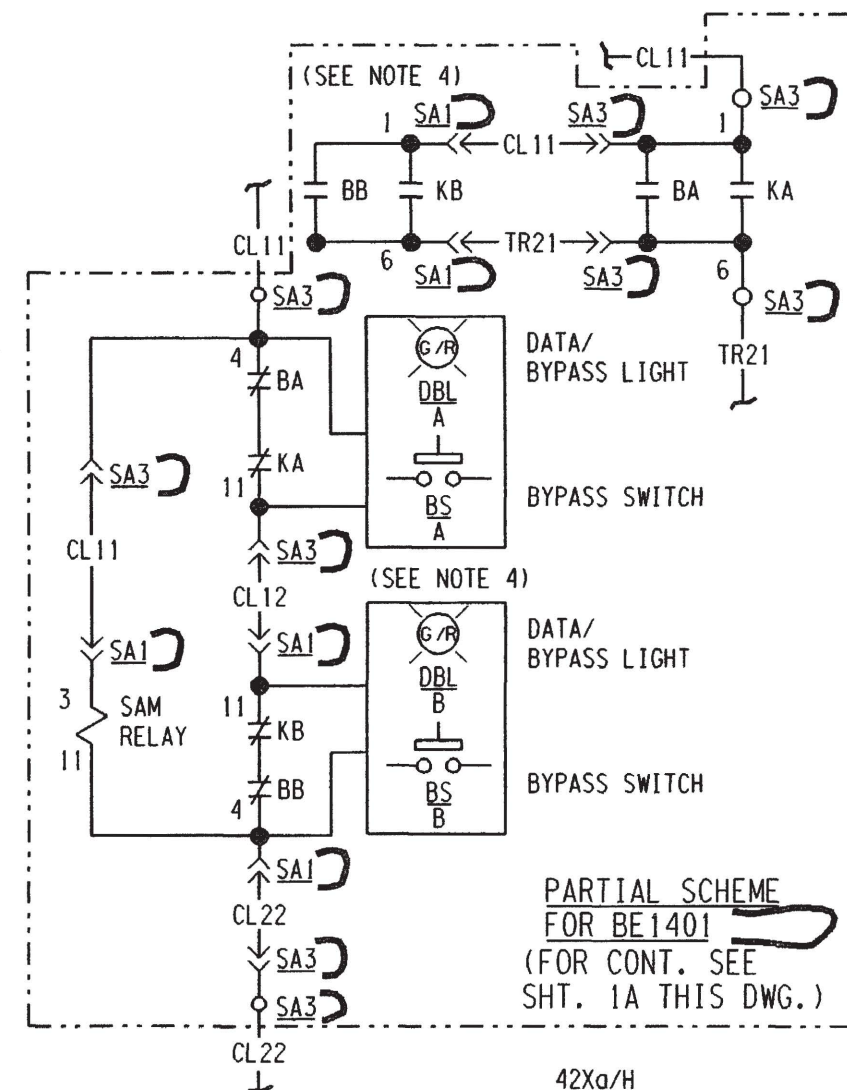 CL11
(SEE NOTE 4)
SA1
SA3
SA3
1
CL11
1
BB
KB
BA
KA
CL11
6
TR21
6
SA1
SA3
SA3
SA3
TR21
4
BA
G/R
DATA/
BYPASS LIGHT
DBL
A
KA
11
SA3
BS
A
BYPASS SWITCH
CL11
SA3
CL12
(SEE NOTE 4)
SA1
SA1
G/R
DATA/
BYPASS LIGHT
DBL
B
3
SAM
RELAY
11
11
KB
BB
4
BS
B
BYPASS SWITCH
SA1
CL22
SA3
SA3
CL22
PARTIAL SCHEME
FOR BE1401
(FOR CONT. SEE
SHT. 1A THIS DWG.)
42Xa/H